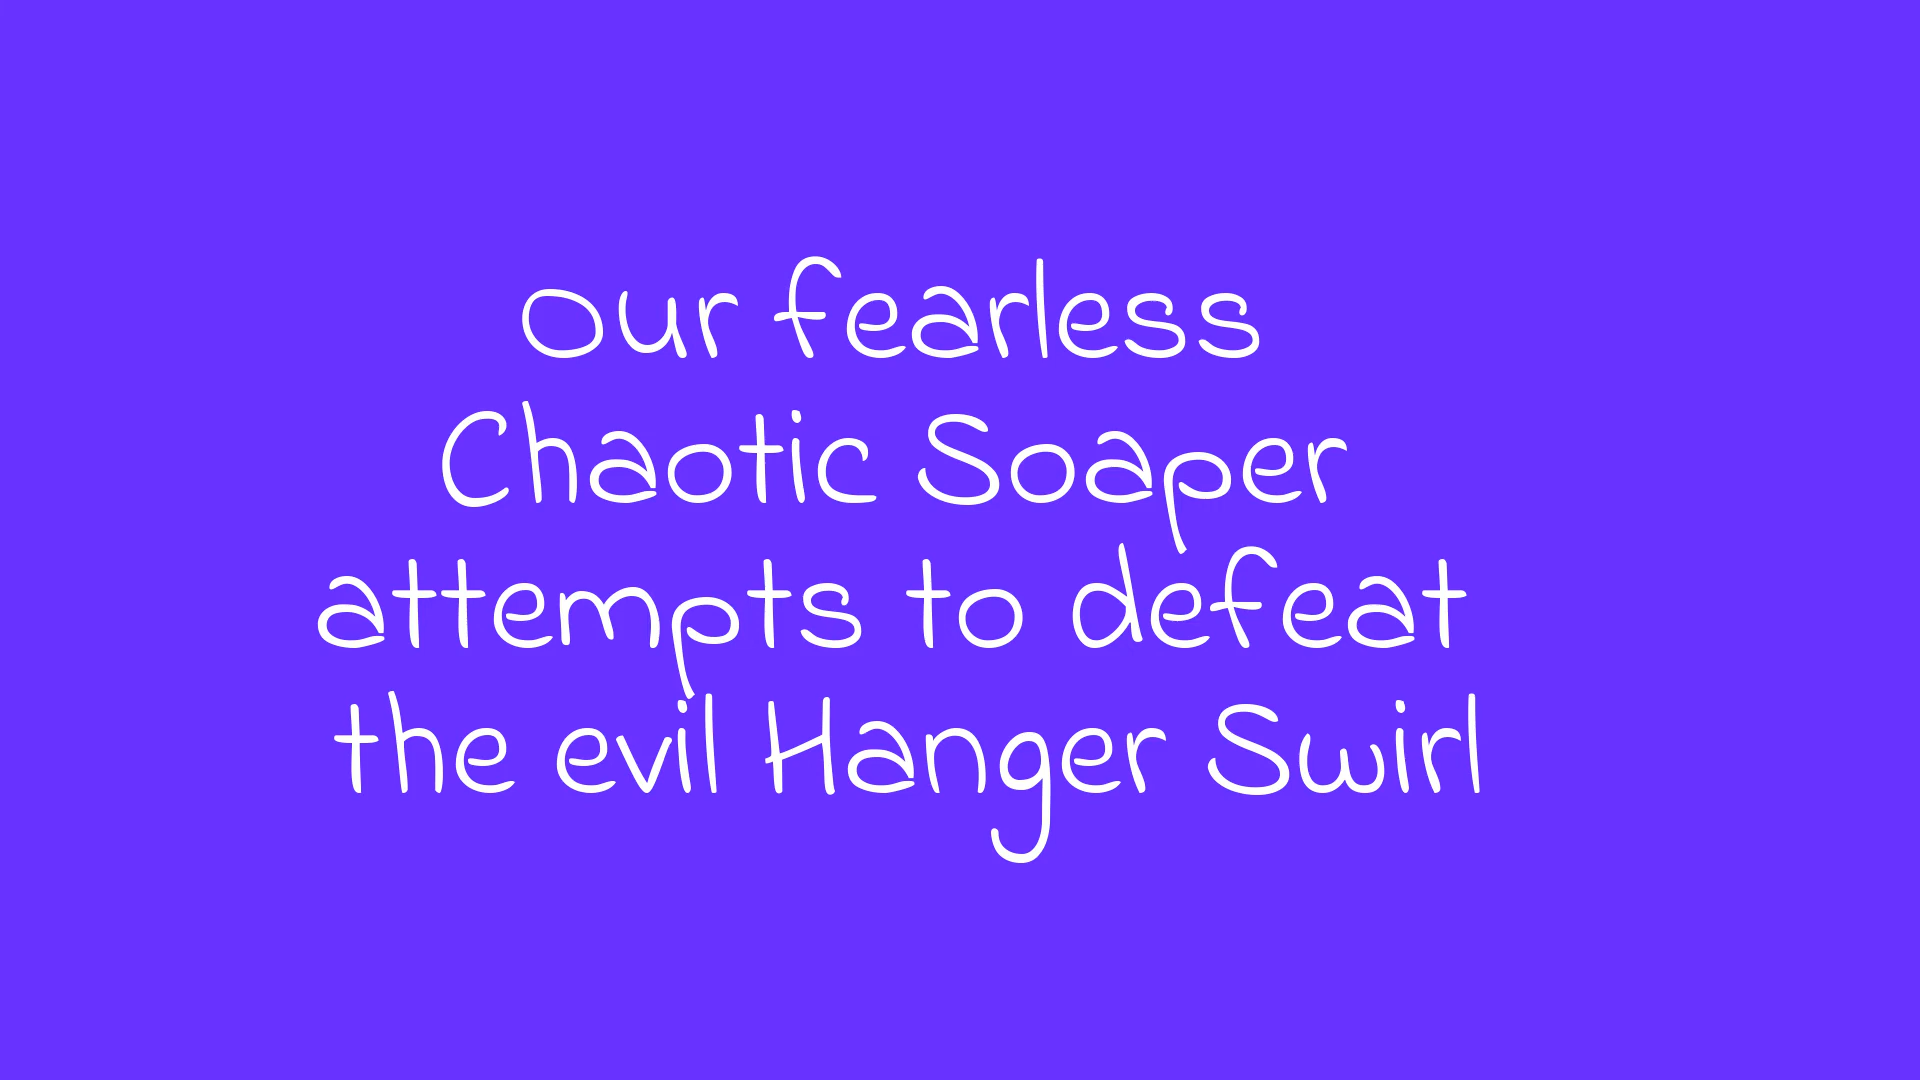 Our fearless
Chaotic Soaper
attempts to defeat
the evil Hanger Swirl